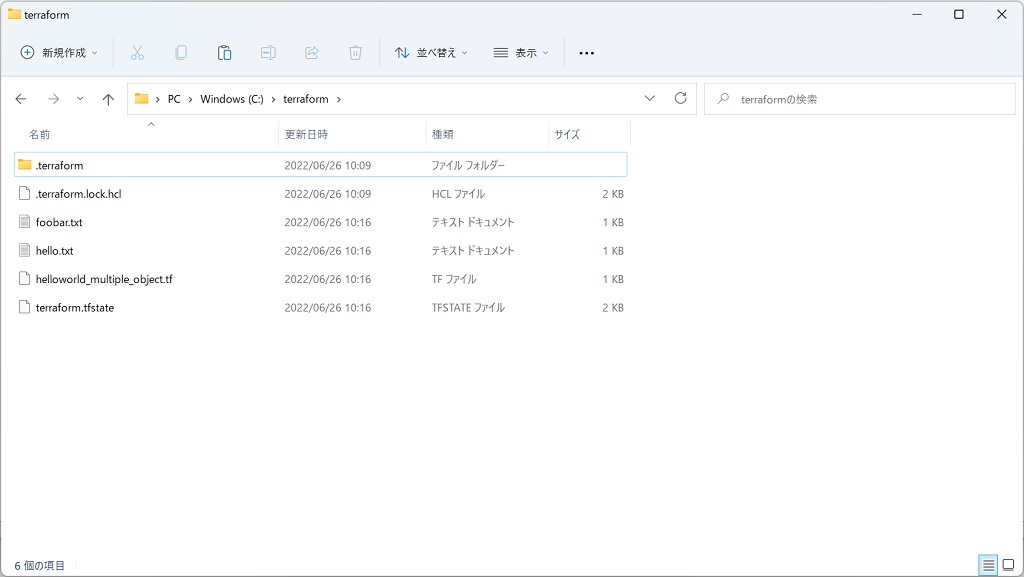 terraform
新規作成 並べ替え 表示
PC Windows (C:) terraform terraformの検索
名前 更新日時 種類 サイズ
.terraform 2022/06/26 10:09 ファイル フォルダー
.terraform.lock.hcl 2022/06/26 10:09 HCL ファイル 2 KB
foobar.txt 2022/06/26 10:16 テキスト ドキュメント 1 KB
hello.txt 2022/06/26 10:16 テキスト ドキュメント 1 KB
helloworld_multiple_object.tf 2022/06/26 10:16 TF ファイル 1 KB
terraform.tfstate 2022/06/26 10:16 TFSTATE ファイル 2 KB
6 個の項目